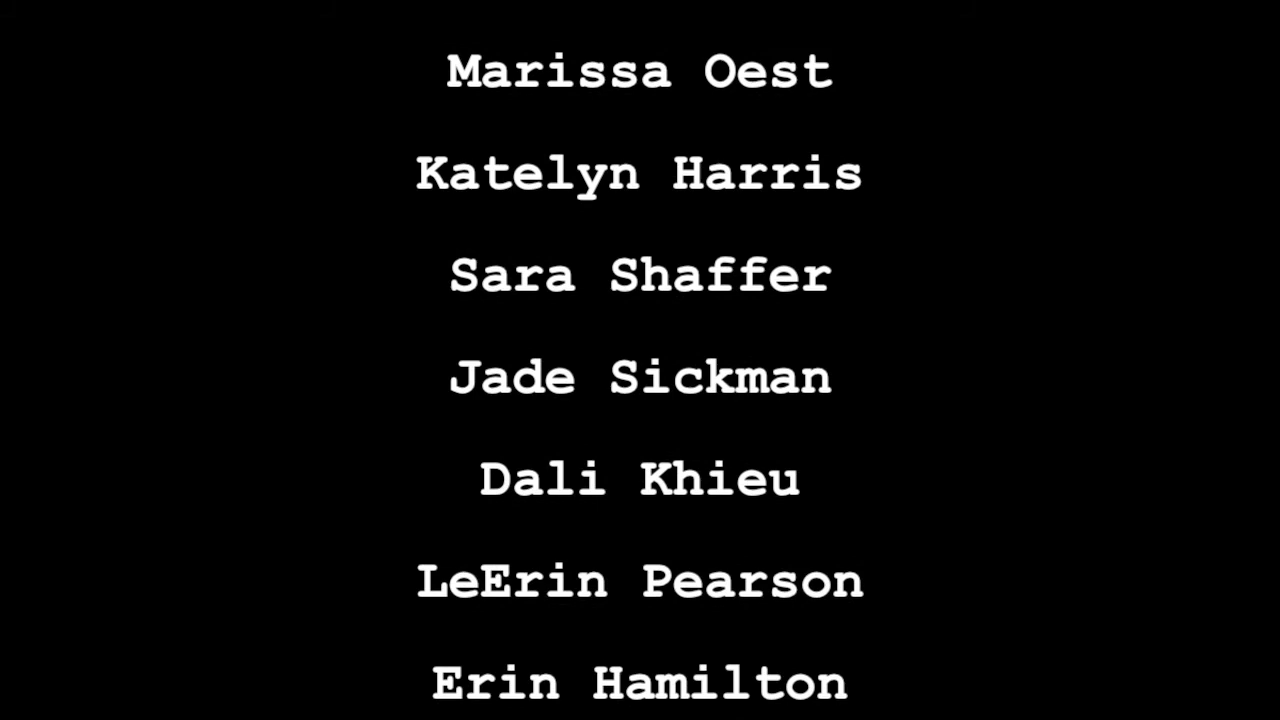 Marissa Oest
Katelyn Harris
Sara Shaffer
Jade Sickman
Dali Khieu
LeErin Pearson
Erin Hamilton